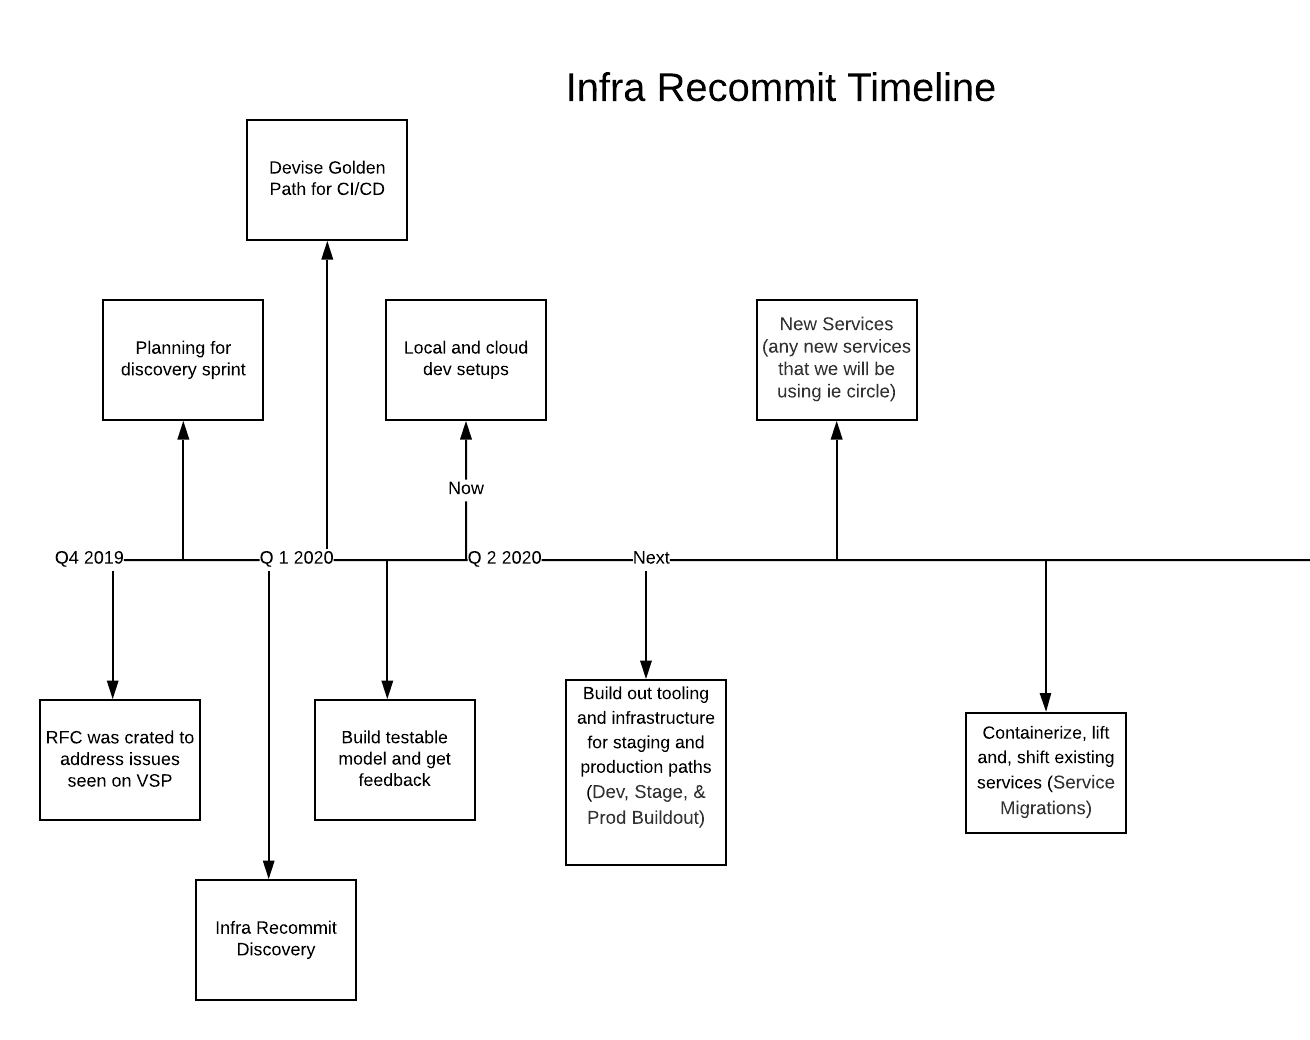 Infra Recommit Timeline
Devise Golden
Path for CI/CD
Planning for
discovery sprint
Local and cloud
dev setups
New Services
(any new services
that we will be
using ie circle)
Now
Q4 2019
Q 1 2020
Q 2 2020
Next
RFC was crated to
address issues
seen on VSP
Build testable
model and get
feedback
Build out tooling
and infrastructure
for staging and
production paths
(Dev, Stage, &
Prod Buildout)
Containerize, lift
and, shift existing
services (Service
Migrations)
Infra Recommit
Discovery